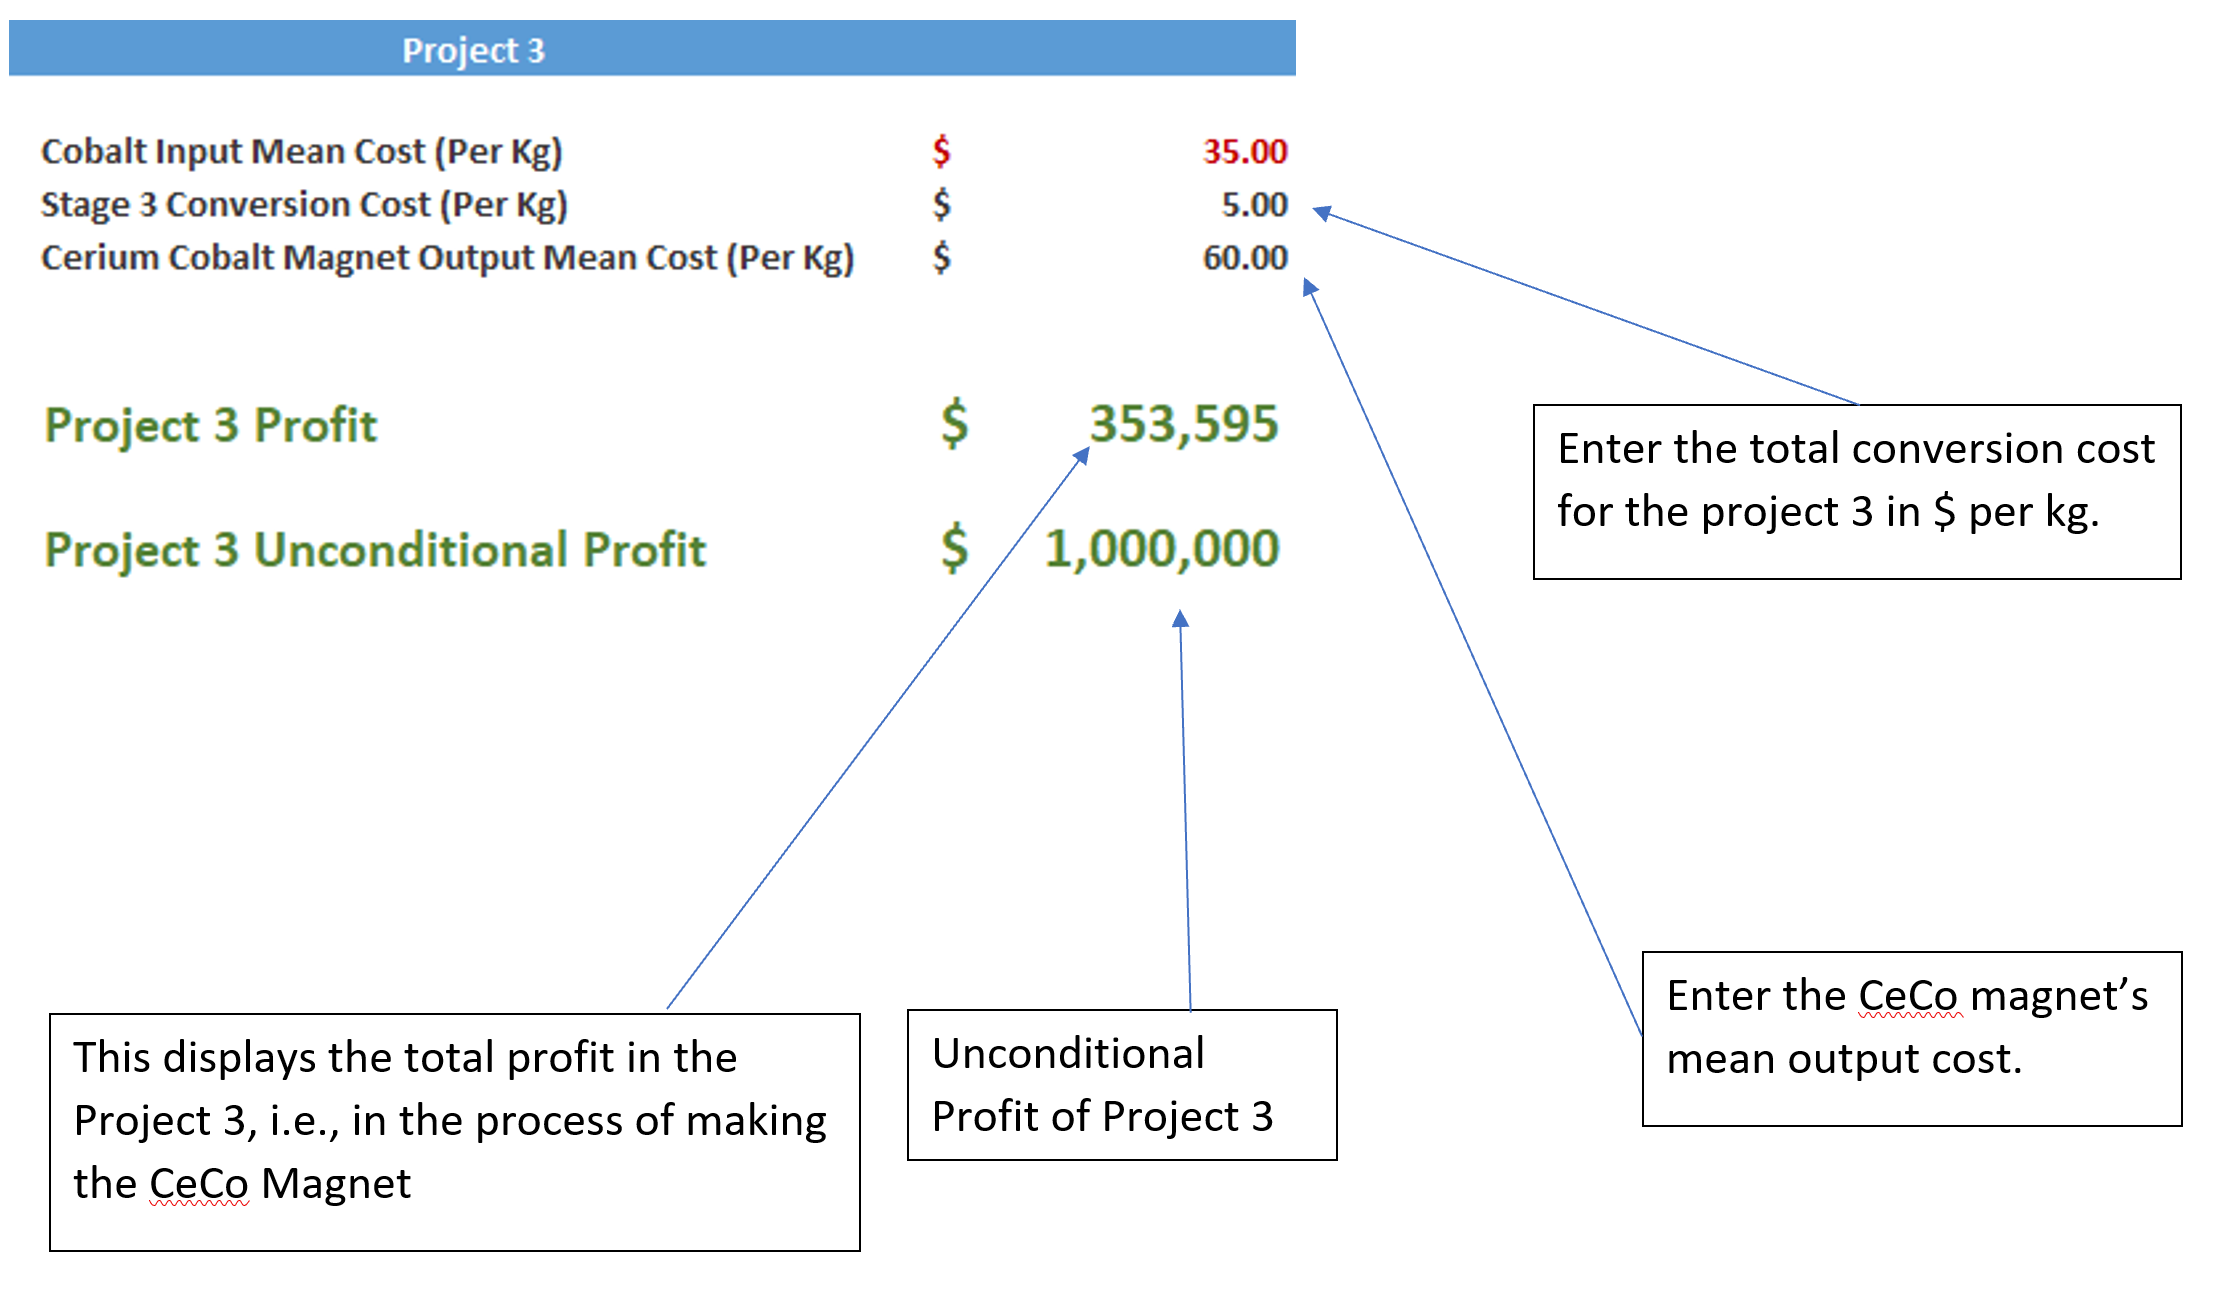 Project 3
Cobalt Input Mean Cost (Per Kg) $ 35.00
Stage 3 Conversion Cost (Per Kg) $ 5.00
Cerium Cobalt Magnet Output Mean Cost (Per Kg) $ 60.00
Project 3 Profit $ 353,595
Project 3 Unconditional Profit $ 1,000,000
Enter the total conversion cost
for the project 3 in $ per kg.
Enter the CeCo magnet’s
mean output cost.
This displays the total profit in the
Project 3, i.e., in the process of making
the CeCo Magnet
Unconditional
Profit of Project 3